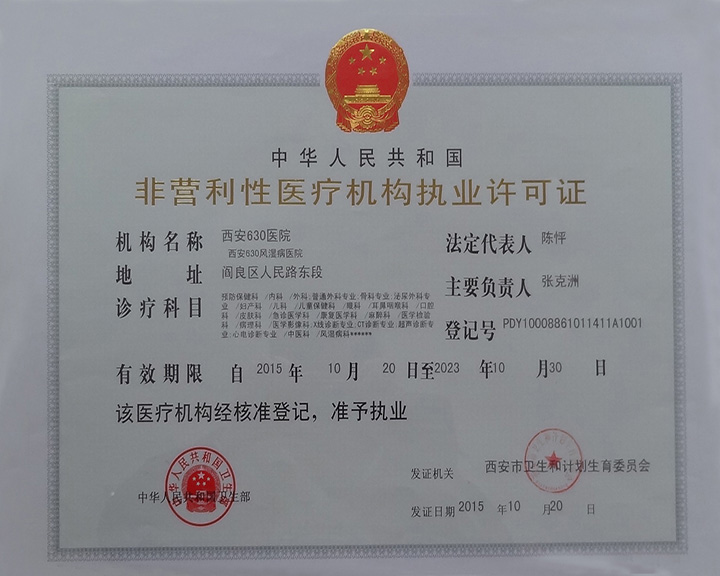 中华人民共和国
非营利性医疗机构执业许可证
机构名称 西安630医院
西安630风湿病医院
地址 阎良区人民路东段
诊疗科目 预防保健科 /内科 /外科;普通外科专业;骨科专业;泌尿外科专
业 /妇产科 /儿科 /儿童保健科 /眼科 /耳鼻咽喉科 /口腔
科 /皮肤科 /急诊医学科 /康复医学科 /麻醉科 /医学检验
科 /病理科 /医学影像科;X线诊断专业;CT诊断专业;超声诊断专
业;心电诊断专业 /中医科 /风湿病科******
法定代表人 陈怦
主要负责人 张克洲
登记号 PDY10008861011411A1001
有效期限 自 2015 年 10 月 20 日至 2023 年 10 月 30 日
该医疗机构经核准登记，准予执业
中华人民共和国卫生部
中华人民共和国卫生部
发证机关 西安市卫生和计划生育委员会
发证日期 2015 年 10 月 20 日